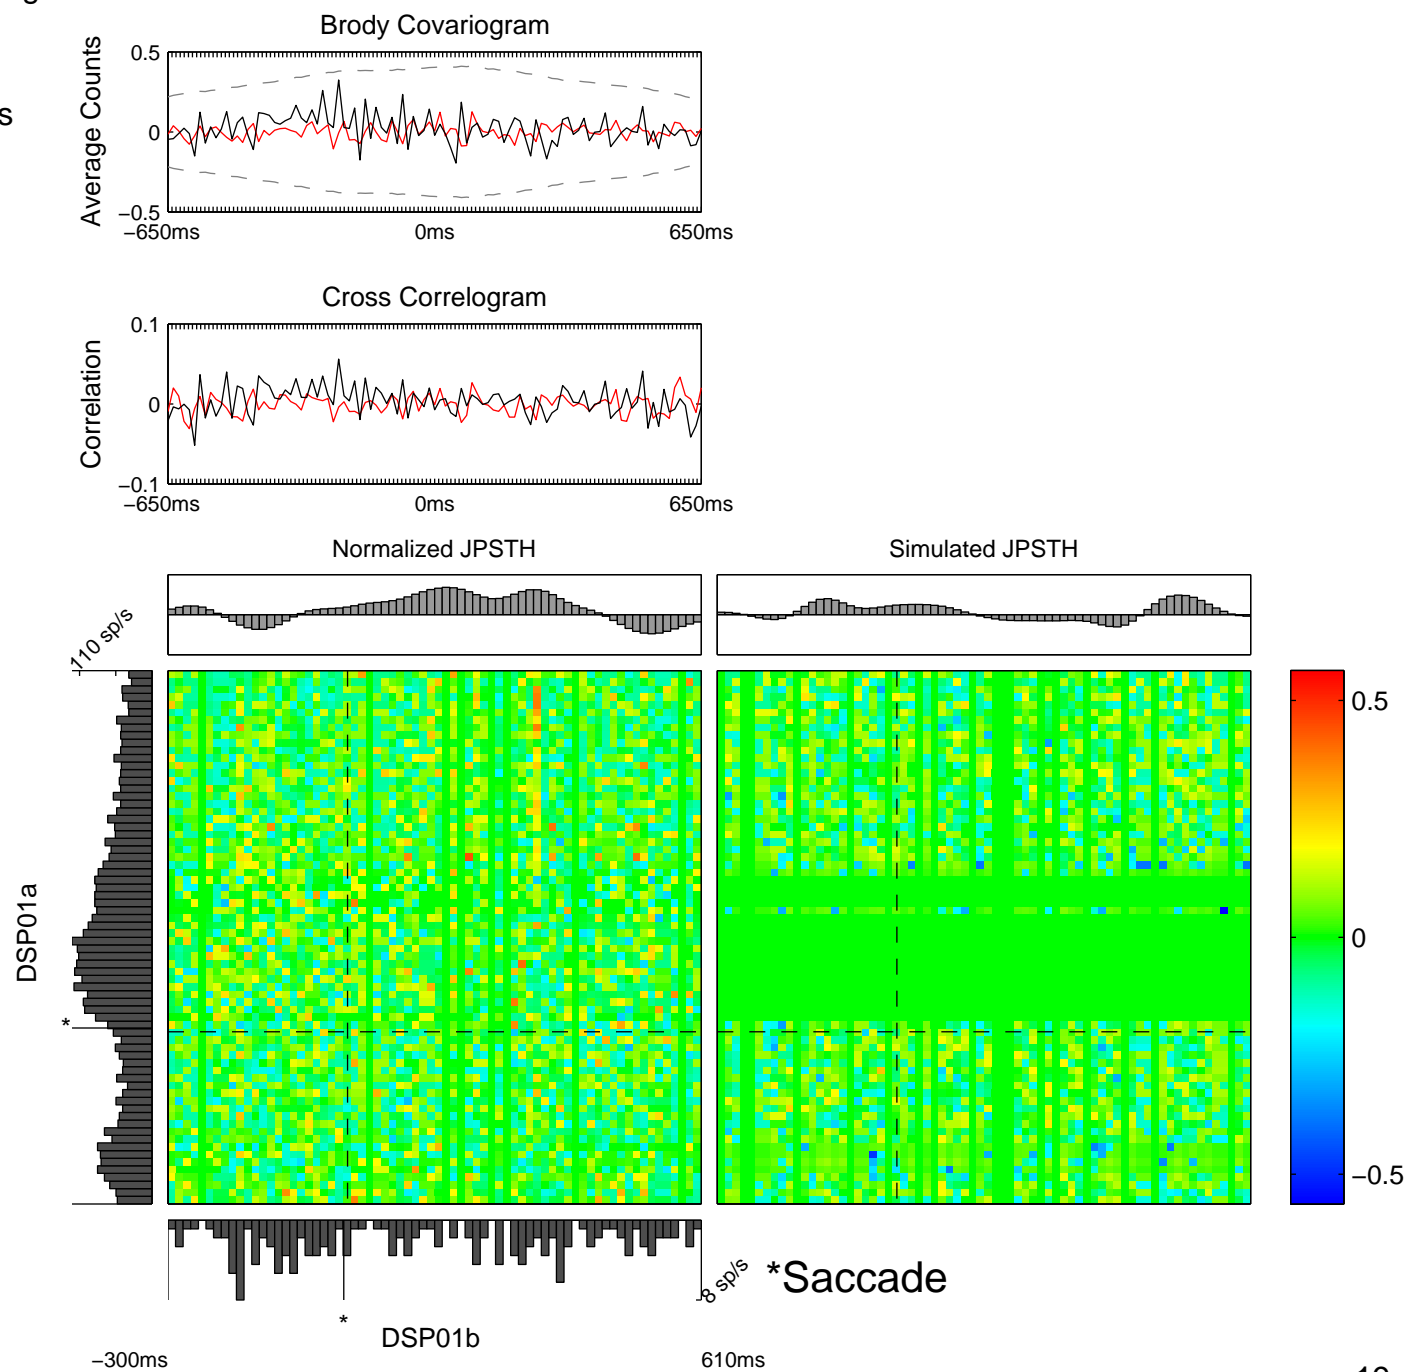 g
Brody Covariogram
s
Average Counts
0.5
0
−0.5
−650ms 0ms 650ms
Cross Correlogram
Correlation
0.1
0
−0.1
−650ms 0ms 650ms
Normalized JPSTH
Simulated JPSTH
110 sp/s
DSP01a
*
0.5
0
−0.5
8 sp/s
*Saccade
*
DSP01b
−300ms 610ms